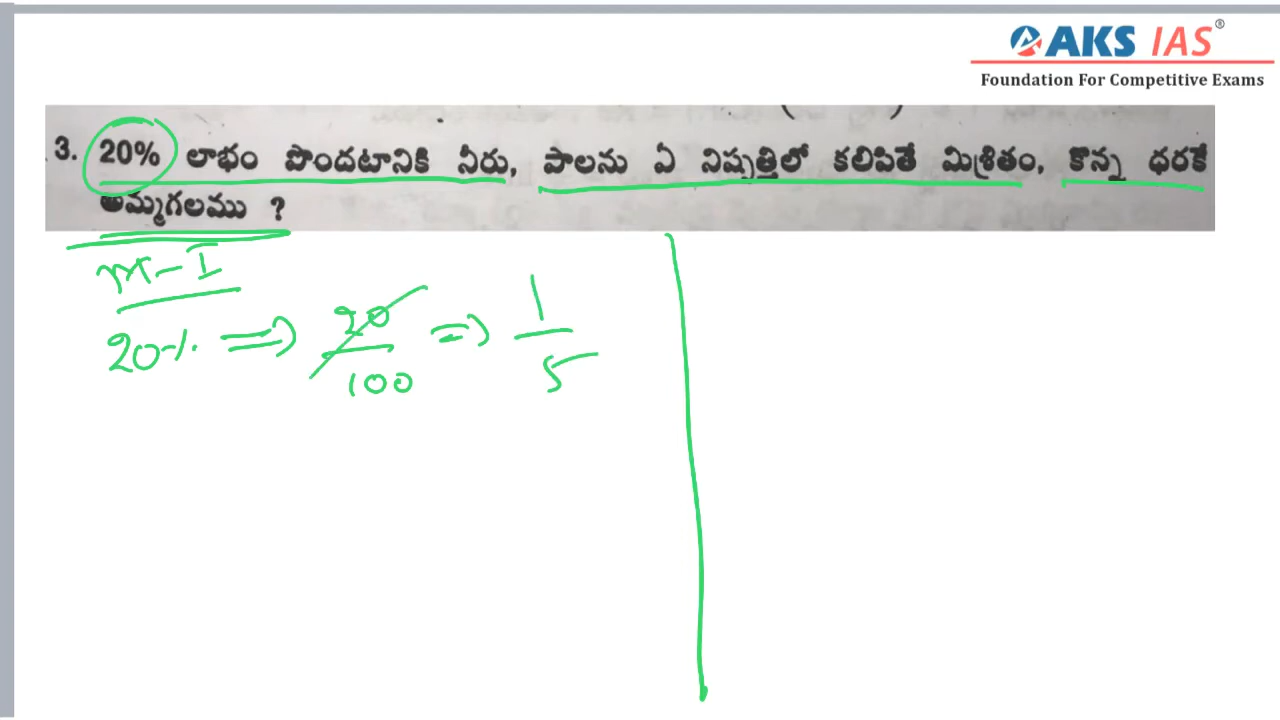 AKS IAS®
Foundation For Competitive Exams
3. 20% లాభం పొందటానికి నీరు, పాలను ఏ నిష్పత్తిలో కలిపితే మిశ్రితం, కొన్న ధరకే
అమ్మగలము ?
M-I
20% ⇒ 20/100 ⇒ 1/5